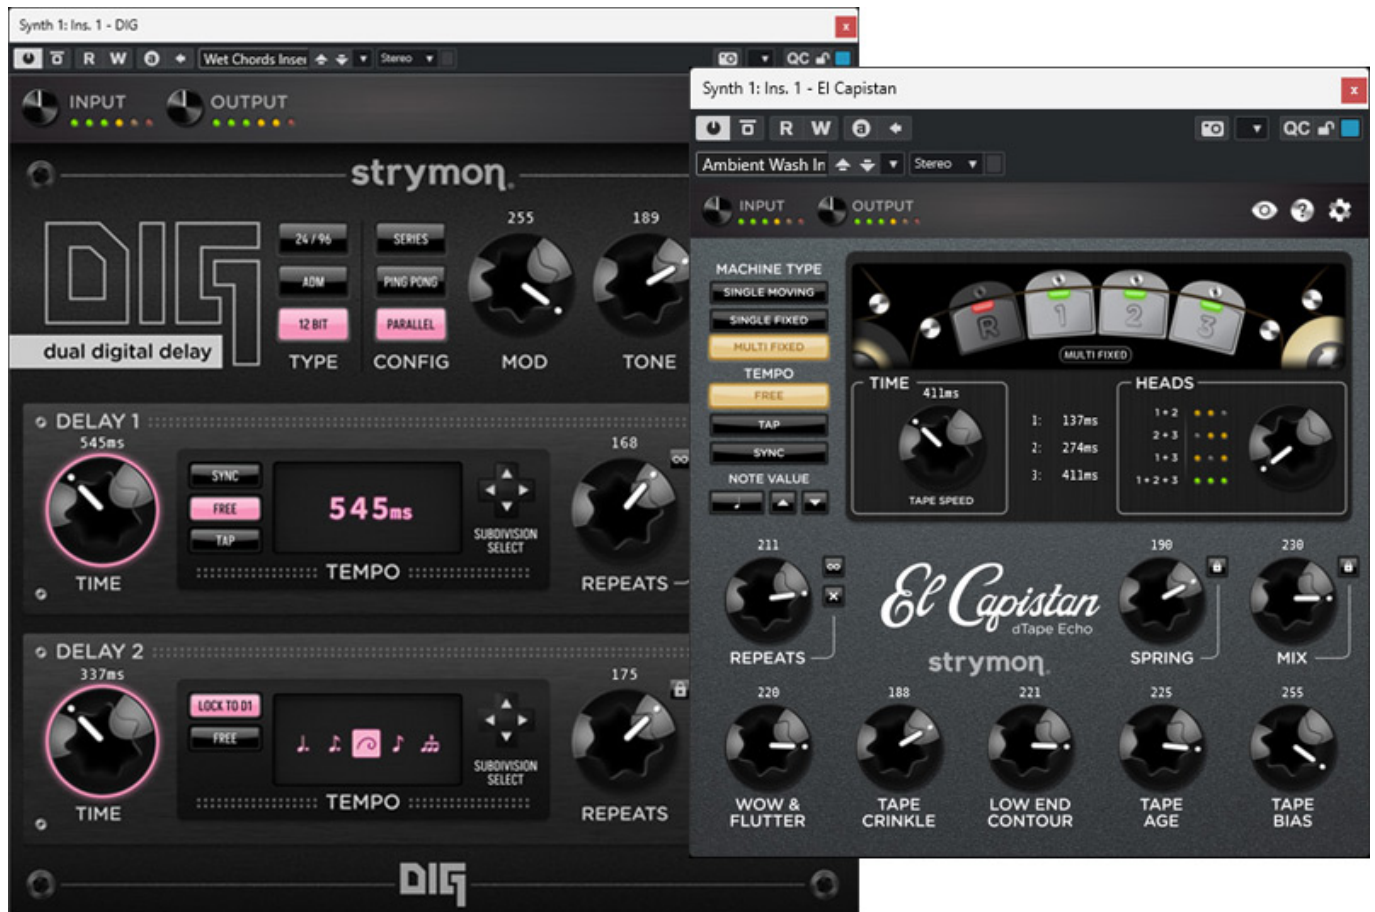 Synth 1: Ins. 1 - DIG
x
R W a Wet Chords Inser Stereo QC
INPUT OUTPUT
strymon
DIG
dual digital delay
24/96
ADM
12 BIT
TYPE
SERIES
PING PONG
PARALLEL
CONFIG
255
MOD
189
TONE
DELAY 1
545ms
TIME
SYNC
FREE
TAP
545ms
TEMPO
SUBDIVISION
SELECT
168
∞
REPEATS
DELAY 2
337ms
TIME
LOCK TO D1
FREE
TEMPO
SUBDIVISION
SELECT
175
REPEATS
DIG
Synth 1: Ins. 1 - El Capistan
x
R W a QC
Ambient Wash In Stereo
INPUT OUTPUT
?
MACHINE TYPE
SINGLE MOVING
SINGLE FIXED
MULTI FIXED
TEMPO
FREE
TAP
SYNC
NOTE VALUE
R 1 2 3
MULTI FIXED
TIME
411ms
TAPE SPEED
1: 137ms
2: 274ms
3: 411ms
HEADS
1+2
2+3
1+3
1+2+3
211
∞
x
REPEATS
El Capistan
dTape Echo
strymon
190
SPRING
230
MIX
220
WOW &
FLUTTER
188
TAPE
CRINKLE
221
LOW END
CONTOUR
225
TAPE
AGE
255
TAPE
BIAS